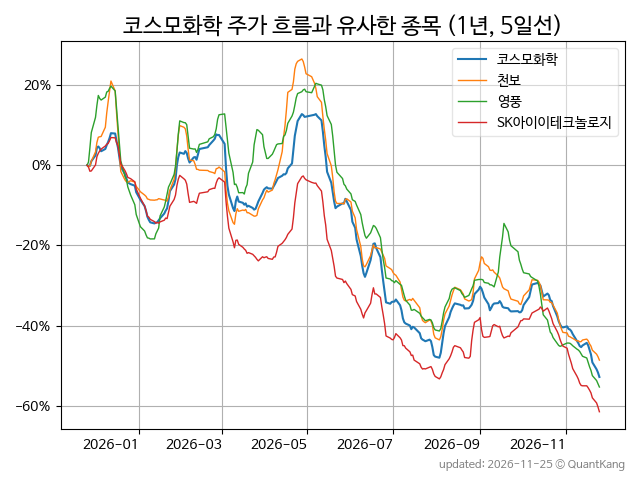 코스모화학 주가 흐름과 유사한 종목 (1년, 5일선)
코스모화학
천보
영풍
SK아이이테크놀로지
20%
0%
−20%
−40%
−60%
2026-01
2026-03
2026-05
2026-07
2026-09
2026-11
updated: 2026-11-25 © QuantKang